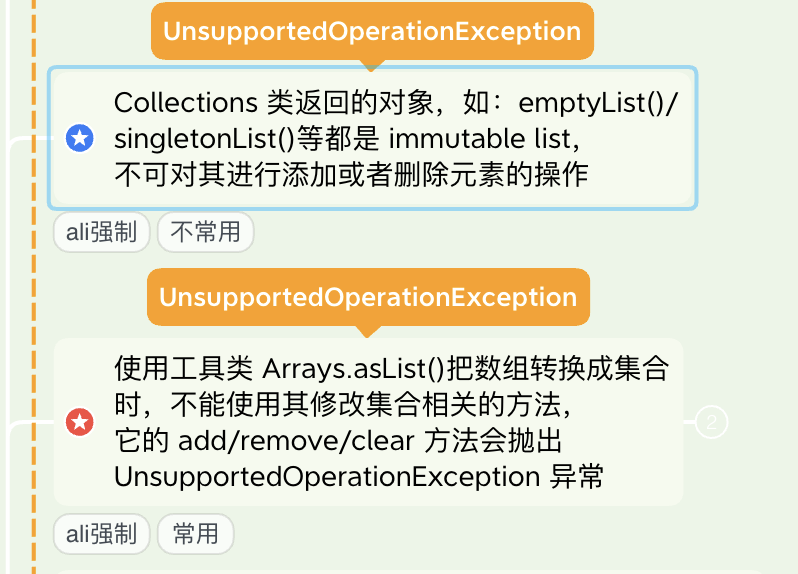 UnsupportedOperationException
Collections 类返回的对象，如：emptyList()/
singletonList()等都是 immutable list，
不可对其进行添加或者删除元素的操作
ali强制 不常用
UnsupportedOperationException
使用工具类 Arrays.asList()把数组转换成集合
时，不能使用其修改集合相关的方法，
它的 add/remove/clear 方法会抛出
UnsupportedOperationException 异常
2
ali强制 常用